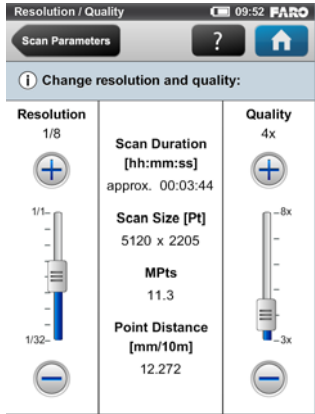 Resolution / Quality 09:52 FARO
Scan Parameters ?
i Change resolution and quality:
Resolution
1/8
1/1
1/32
Scan Duration
[hh:mm:ss]
approx. 00:03:44
Scan Size [Pt]
5120 x 2205
MPts
11.3
Point Distance
[mm/10m]
12.272
Quality
4x
8x
3x